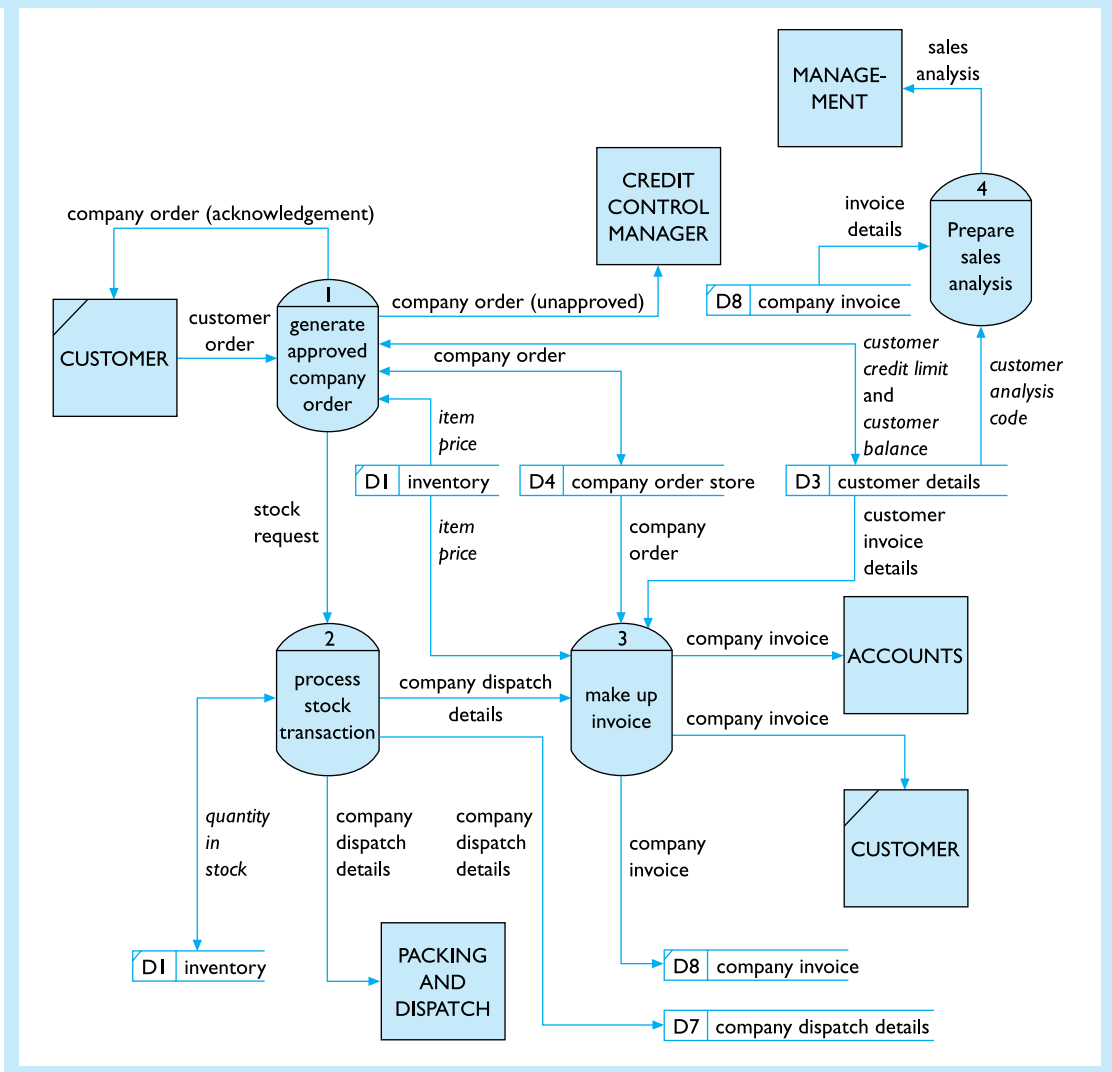 sales
analysis
MANAGE-
MENT
CREDIT
CONTROL
MANAGER
4
Prepare
sales
analysis
invoice
details
D8 company invoice
company order (acknowledgement)
CUSTOMER
customer
order
1
generate
approved
company
order
company order (unapproved)
company order
customer
credit limit
and
customer
balance
customer
analysis
code
item
price
D1 inventory
D4 company order store
D3 customer details
stock
request
item
price
company
order
customer
invoice
details
2
process
stock
transaction
company dispatch
details
3
make up
invoice
company invoice
ACCOUNTS
company invoice
CUSTOMER
quantity
in
stock
company
dispatch
details
company
dispatch
details
company
invoice
D1 inventory
PACKING
AND
DISPATCH
D8 company invoice
D7 company dispatch details